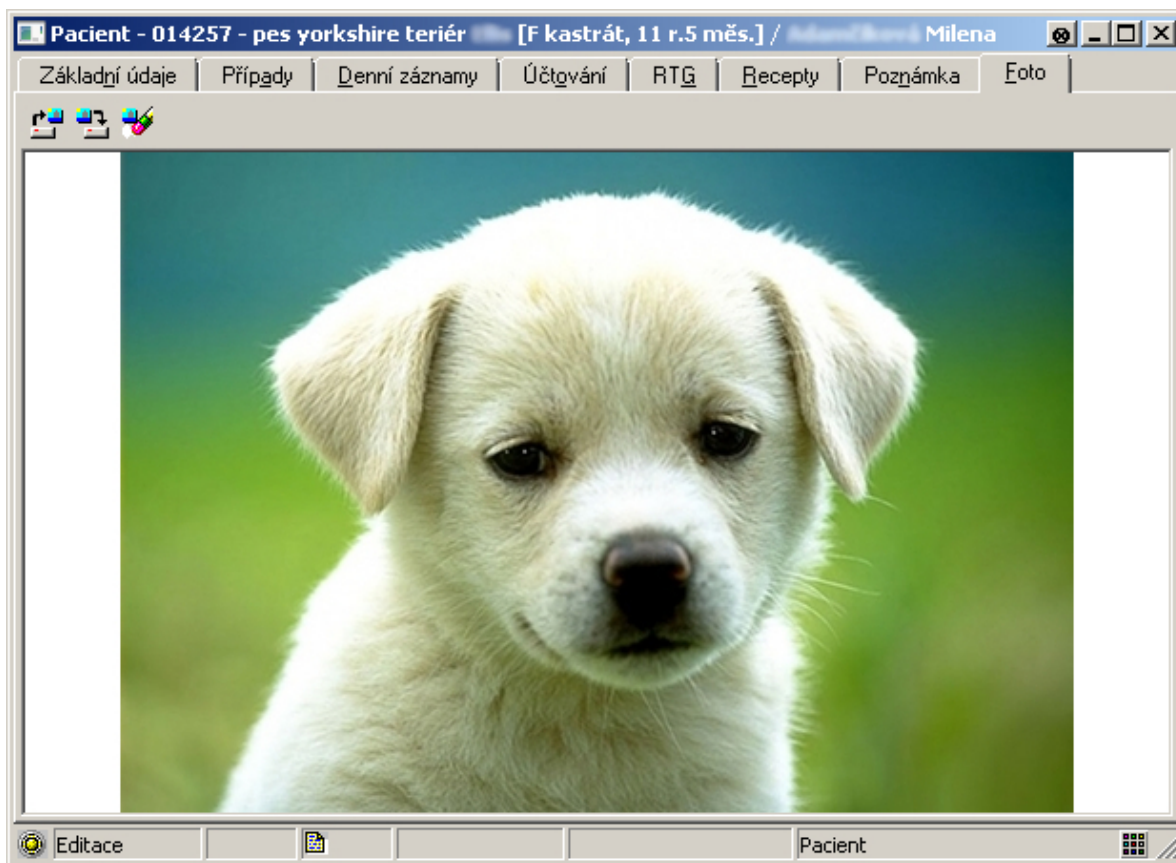 Pacient - 014257 - pes yorkshire teriér [F kastrát, 11 r.5 měs.] / Milena
Základní údaje Případy Denní záznamy Účtování RTG Recepty Poznámka Foto
Editace Pacient